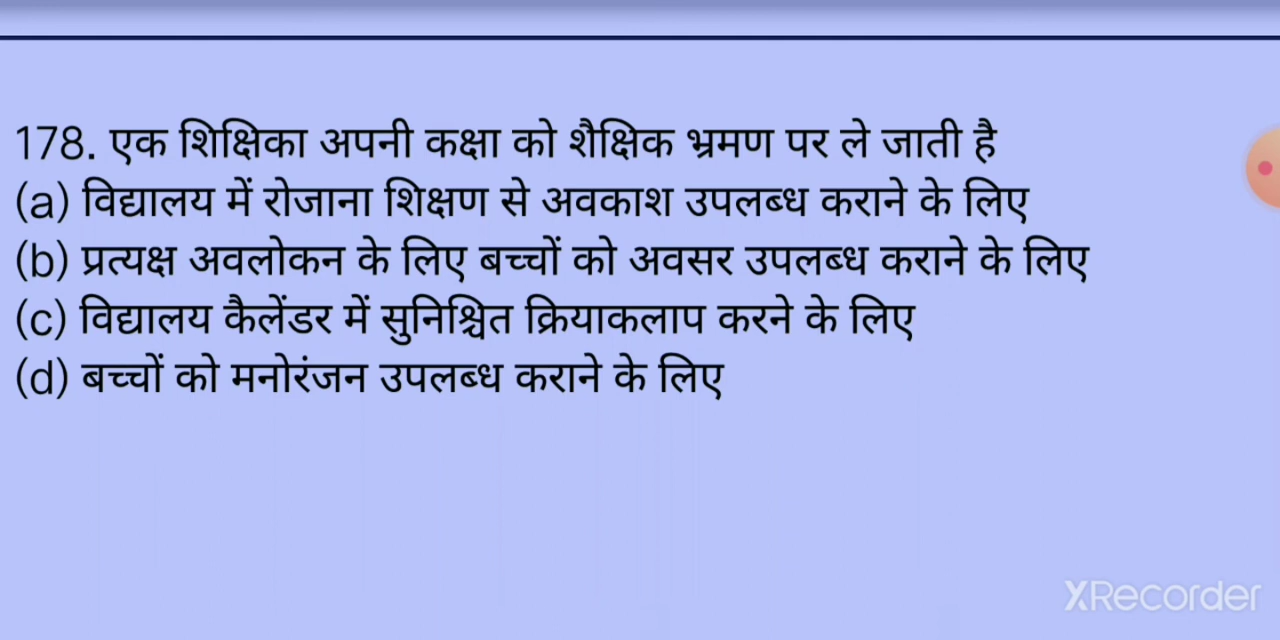 178. एक शिक्षिका अपनी कक्षा को शैक्षिक भ्रमण पर ले जाती है
(a) विद्यालय में रोजाना शिक्षण से अवकाश उपलब्ध कराने के लिए
(b) प्रत्यक्ष अवलोकन के लिए बच्चों को अवसर उपलब्ध कराने के लिए
(c) विद्यालय कैलेंडर में सुनिश्चित क्रियाकलाप करने के लिए
(d) बच्चों को मनोरंजन उपलब्ध कराने के लिए
XRecorder